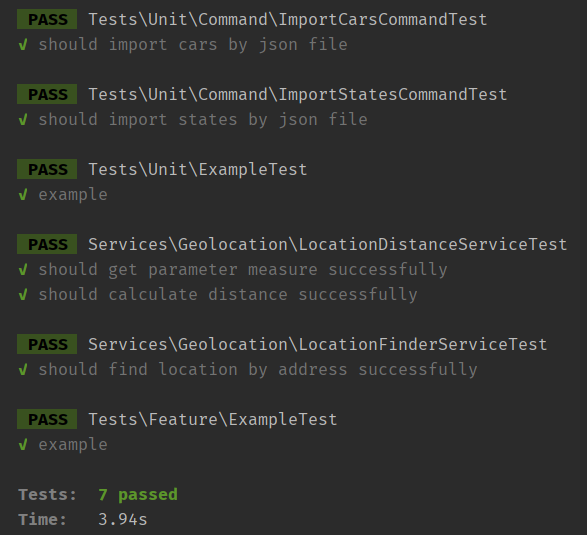 PASS Tests\Unit\Command\ImportCarsCommandTest
√ should import cars by json file
PASS Tests\Unit\Command\ImportStatesCommandTest
√ should import states by json file
PASS Tests\Unit\ExampleTest
√ example
PASS Services\Geolocation\LocationDistanceServiceTest
√ should get parameter measure successfully
√ should calculate distance successfully
PASS Services\Geolocation\LocationFinderServiceTest
√ should find location by address successfully
PASS Tests\Feature\ExampleTest
√ example
Tests: 7 passed
Time: 3.94s